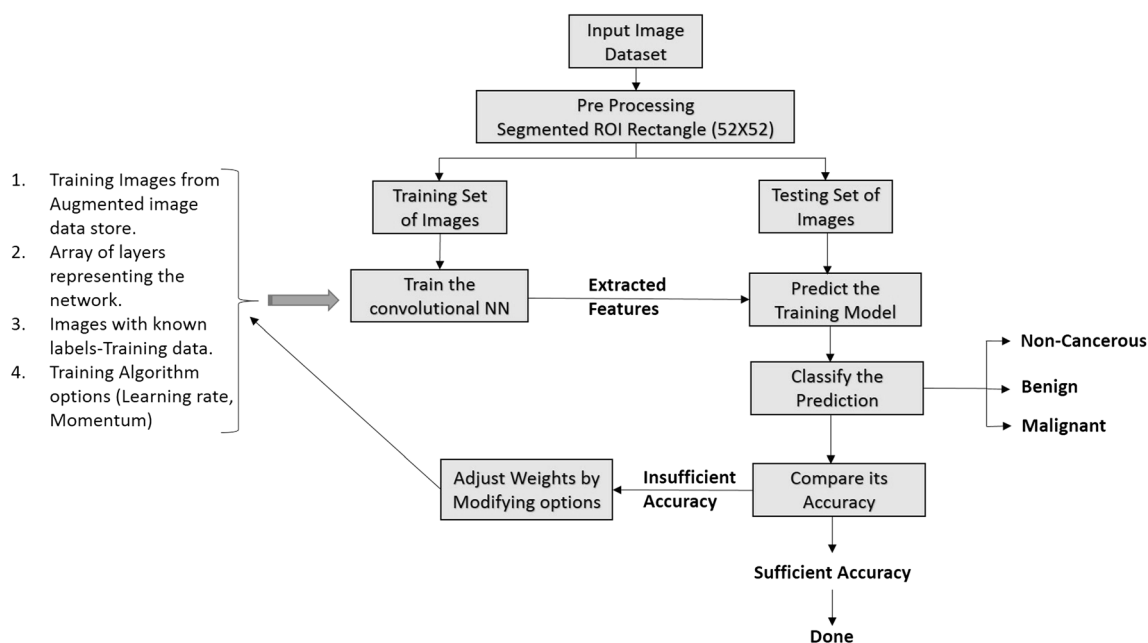 Input Image
Dataset
Pre Processing
Segmented ROI Rectangle (52X52)
Training Set
of Images
Testing Set of
Images
1. Training Images from
Augmented image
data store.
2. Array of layers
representing the
network.
3. Images with known
labels-Training data.
4. Training Algorithm
options (Learning rate,
Momentum)
Train the
convolutional NN
Extracted
Features
Predict the
Training Model
Classify the
Prediction
Non-Cancerous
Benign
Malignant
Compare its
Accuracy
Insufficient
Accuracy
Adjust Weights by
Modifying options
Sufficient Accuracy
Done